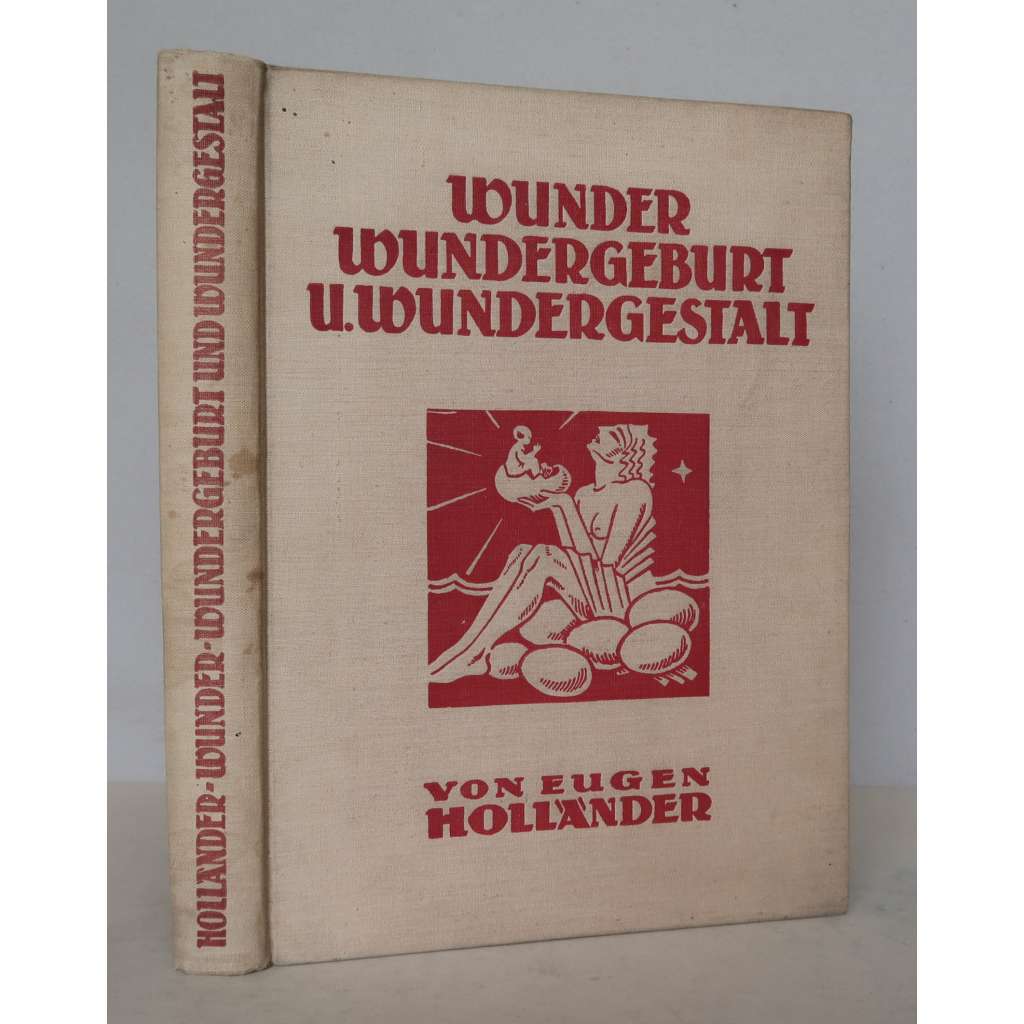 HOLLÄNDER-WUNDER-WUNDERGEBURT UND WUNDERGESTALT
WUNDER
WUNDERGEBURT
U. WUNDERGESTALT
VON EUGEN
HOLLÄNDER